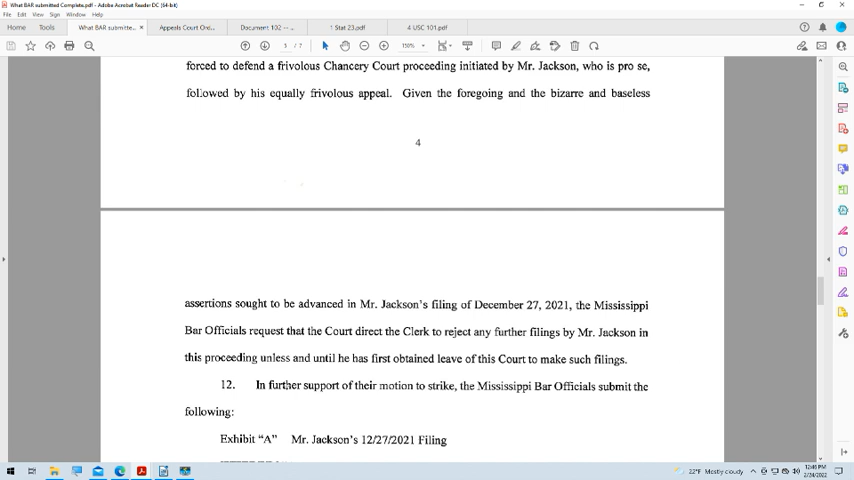 What BAR submitted Complete.pdf - Adobe Acrobat Reader DC (64-bit)
File Edit View Sign Window Help
Home Tools What BAR submitte... × Appeals Court Ord... Document 102 --... 1 Stat 23.pdf 4 USC 101.pdf
5 / 7 150%
forced to defend a frivolous Chancery Court proceeding initiated by Mr. Jackson, who is pro se,
followed by his equally frivolous appeal. Given the foregoing and the bizarre and baseless
4
assertions sought to be advanced in Mr. Jackson's filing of December 27, 2021, the Mississippi
Bar Officials request that the Court direct the Clerk to reject any further filings by Mr. Jackson in
this proceeding unless and until he has first obtained leave of this Court to make such filings.
12. In further support of their motion to strike, the Mississippi Bar Officials submit the
following:
Exhibit "A" Mr. Jackson's 12/27/2021 Filing
22°F Mostly cloudy
12:46 PM
2/24/2022